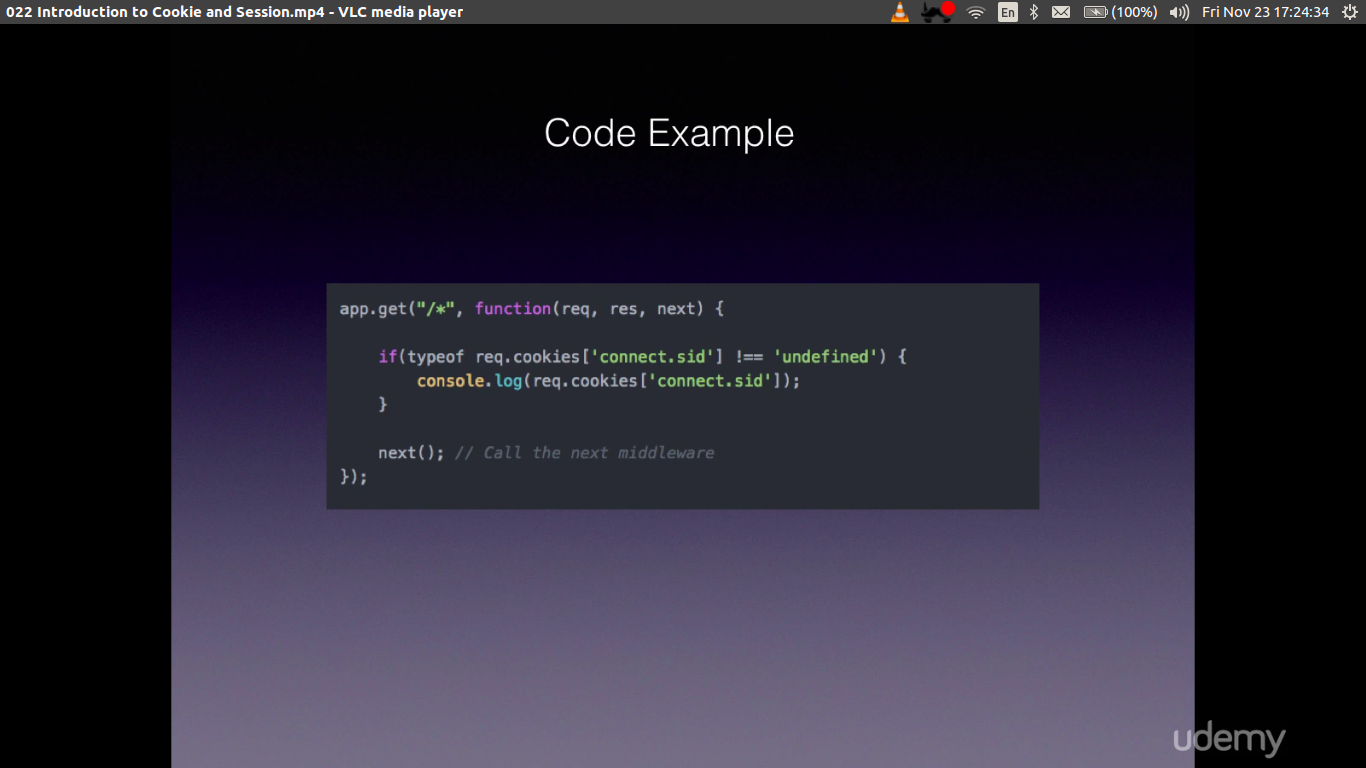 022 Introduction to Cookie and Session.mp4 - VLC media player
En (100%) Fri Nov 23 17:24:34
Code Example
app.get("/*", function(req, res, next) {
if(typeof req.cookies['connect.sid'] !== 'undefined') {
console.log(req.cookies['connect.sid']);
}
next(); // Call the next middleware
});
udemy